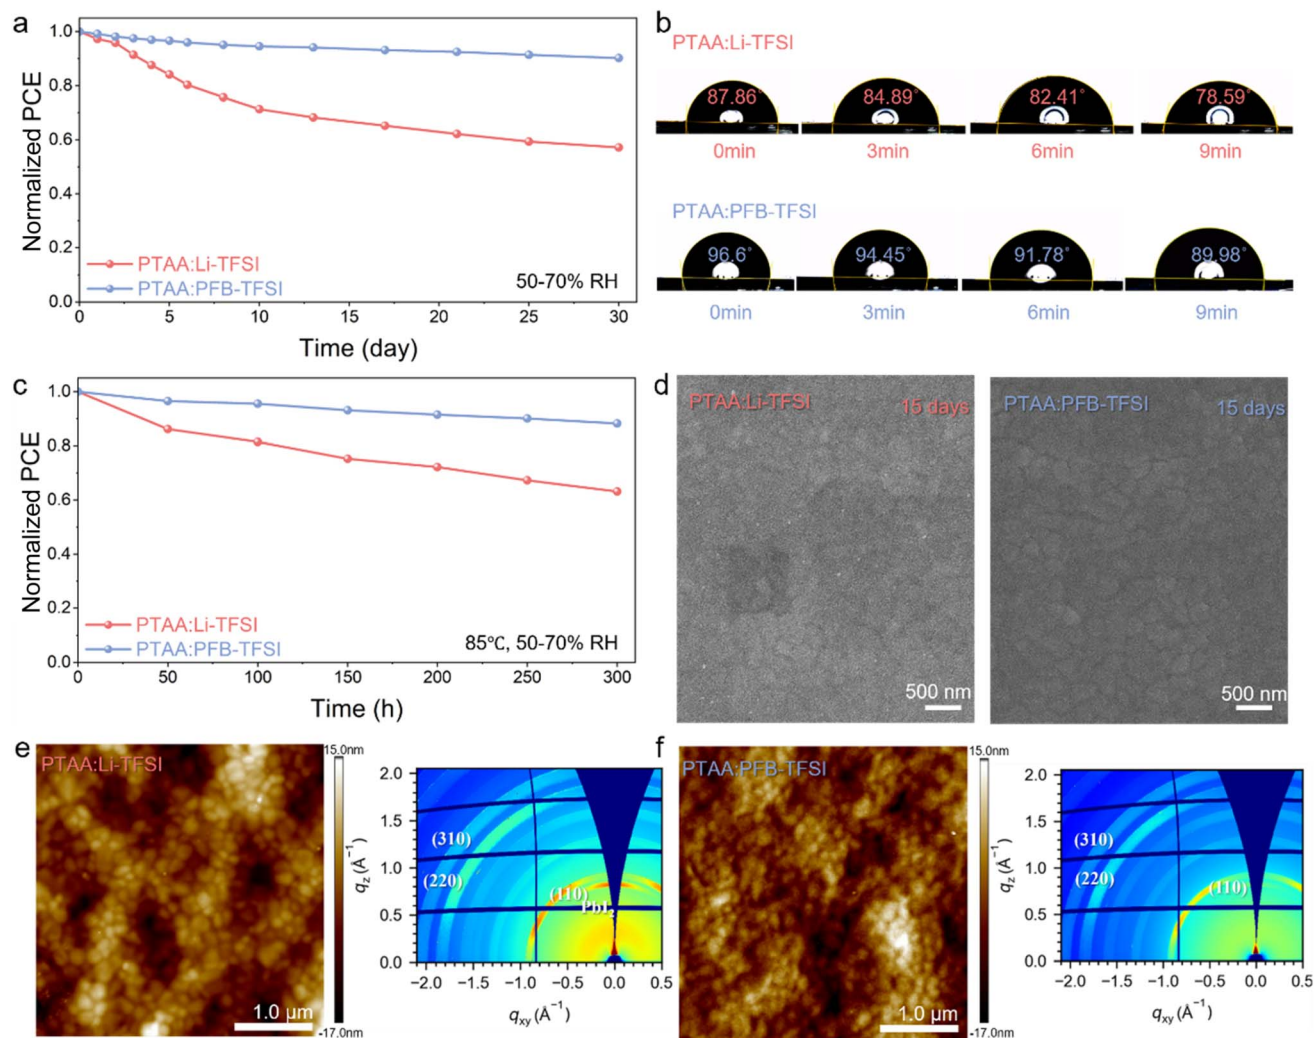 a
Normalized PCE
1.0
0.8
0.6
0.4
0.2
0.0
PTAA:Li-TFSI
PTAA:PFB-TFSI
50-70% RH
0 5 10 15 20 25 30
Time (day)
b
PTAA:Li-TFSI
87.86° 84.89° 82.41° 78.59°
0min 3min 6min 9min
PTAA:PFB-TFSI
96.6° 94.45° 91.78° 89.98°
0min 3min 6min 9min
c
Normalized PCE
1.0
0.8
0.6
0.4
0.2
0.0
PTAA:Li-TFSI
PTAA:PFB-TFSI
85℃, 50-70% RH
0 50 100 150 200 250 300
Time (h)
d
PTAA:Li-TFSI 15 days
500 nm
PTAA:PFB-TFSI 15 days
500 nm
e
PTAA:Li-TFSI
1.0 μm
15.0nm
-17.0nm
qz (Å⁻¹)
2.0
1.5
1.0
0.5
0.0
(310)
(220)
(110)
PbI2
−2.0 −1.5 −1.0 −0.5 0.0 0.5
qxy (Å⁻¹)
f
PTAA:PFB-TFSI
1.0 μm
15.0nm
-17.0nm
qz (Å⁻¹)
2.0
1.5
1.0
0.5
0.0
(310)
(220)
(110)
−2.0 −1.5 −1.0 −0.5 0.0 0.5
qxy (Å⁻¹)